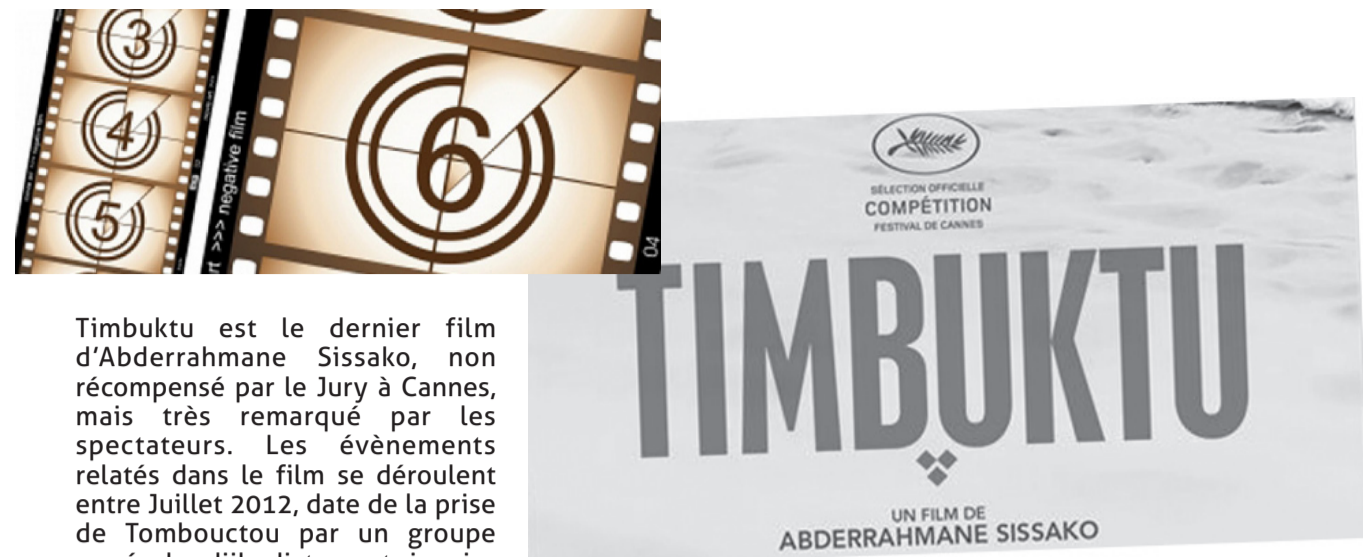 3
4
5
>>> negative film
6
04
SÉLECTION OFFICIELLE
COMPÉTITION
FESTIVAL DE CANNES
TIMBUKTU
UN FILM DE
ABDERRAHMANE SISSAKO
Timbuktu est le dernier film
d'Abderrahmane Sissako, non
récompensé par le Jury à Cannes,
mais très remarqué par les
spectateurs. Les évènements
relatés dans le film se déroulent
entre Juillet 2012, date de la prise
de Tombouctou par un groupe